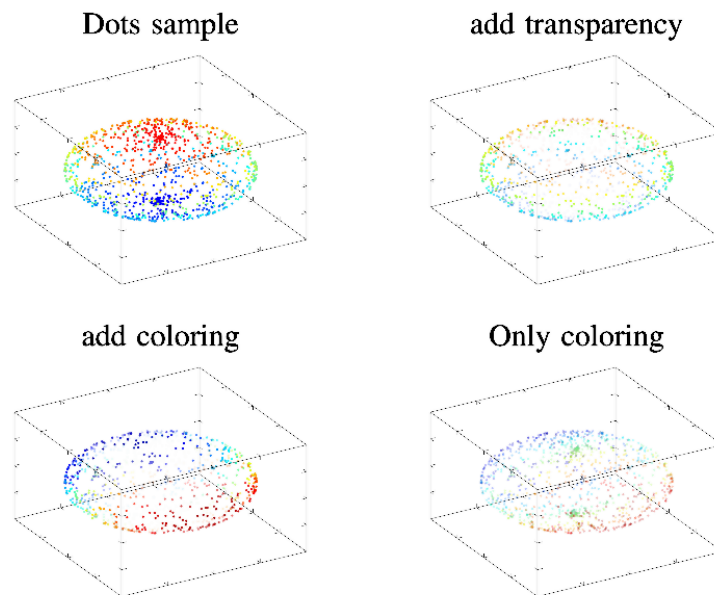 Dots sample
add transparency
add coloring
Only coloring